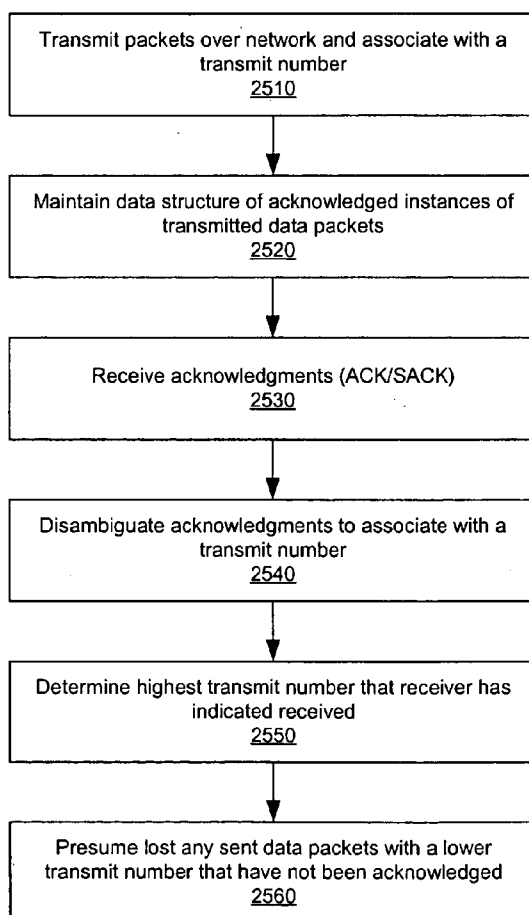 Transmit packets over network and associate with a
transmit number
2510
Maintain data structure of acknowledged instances of
transmitted data packets
2520
Receive acknowledgments (ACK/SACK)
2530
Disambiguate acknowledgments to associate with a
transmit number
2540
Determine highest transmit number that receiver has
indicated received
2550
Presume lost any sent data packets with a lower
transmit number that have not been acknowledged
2560